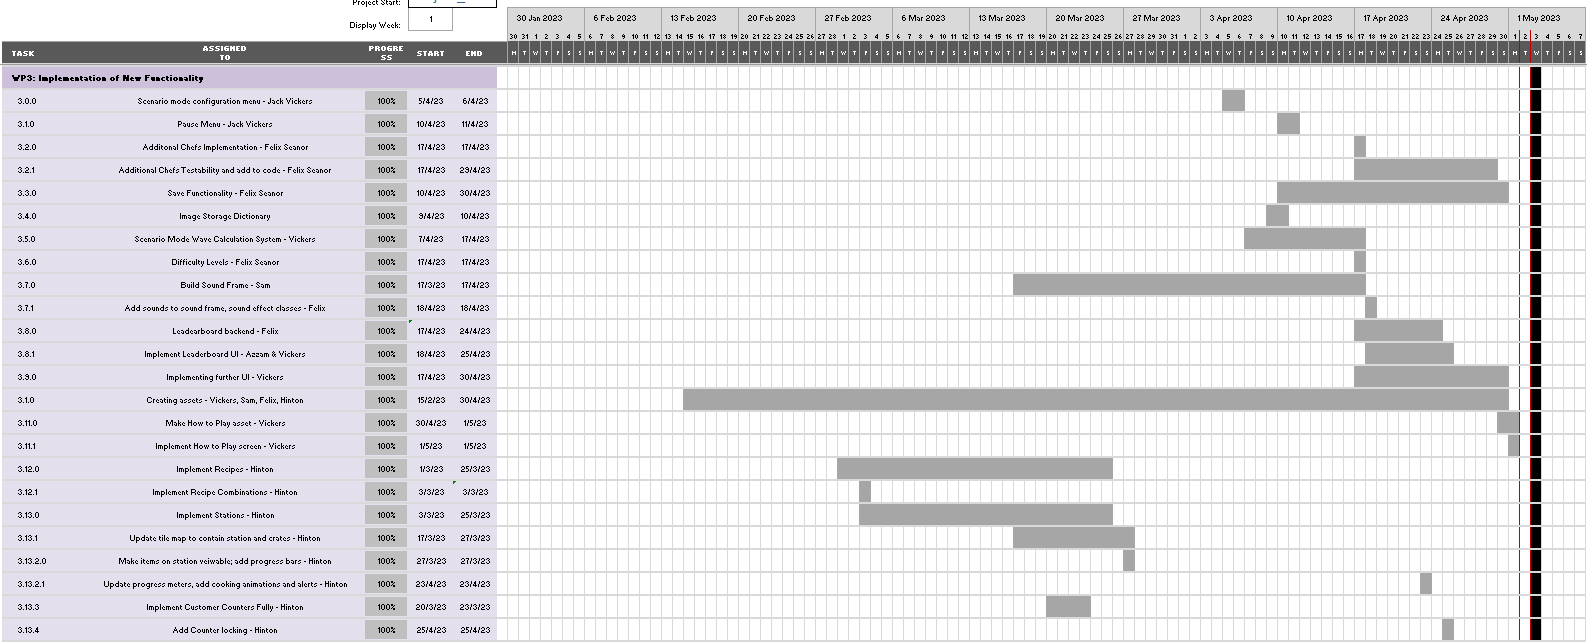 Project Start:
Display Week: 1
30 Jan 2023 6 Feb 2023 13 Feb 2023 20 Feb 2023 27 Feb 2023 6 Mar 2023 13 Mar 2023 20 Mar 2023 27 Mar 2023 3 Apr 2023 10 Apr 2023 17 Apr 2023 24 Apr 2023 1 May 2023
30 31 1 2 3 4 5 6 7 8 9 10 11 12 13 14 15 16 17 18 19 20 21 22 23 24 25 26 27 28 1 2 3 4 5 6 7 8 9 10 11 12 13 14 15 16 17 18 19 20 21 22 23 24 25 26 27 28 29 30 31 1 2 3 4 5 6 7 8 9 10 11 12 13 14 15 16 17 18 19 20 21 22 23 24 25 26 27 28 29 30 1 2 3 4 5 6 7
TASK ASSIGNED TO PROGRESS START END M T W T F S S M T W T F S S M T W T F S S M T W T F S S M T W T F S S M T W T F S S M T W T F S S M T W T F S S M T W T F S S M T W T F S S M T W T F S S M T W T F S S M T W T F S S M T W T F S S
WP3: Implementation of New Functionality
3.0.0 Scenario mode configuration menu - Jack Vickers 100% 5/4/23 6/4/23
3.1.0 Pause Menu - Jack Vickers 100% 10/4/23 11/4/23
3.2.0 Additonal Chefs Implementation - Felix Seanor 100% 17/4/23 17/4/23
3.2.1 Additional Chefs Testability and add to code - Felix Seanor 100% 17/4/23 29/4/23
3.3.0 Save Functionality - Felix Seanor 100% 10/4/23 30/4/23
3.4.0 Image Storage Dictionary 100% 9/4/23 10/4/23
3.5.0 Scenario Mode Wave Calculation System - Vickers 100% 7/4/23 17/4/23
3.6.0 Difficulty Levels - Felix Seanor 100% 17/4/23 17/4/23
3.7.0 Build Sound Frame - Sam 100% 17/3/23 17/4/23
3.7.1 Add sounds to sound frame, sound effect classes - Felix 100% 18/4/23 18/4/23
3.8.0 Leadearboard backend - Felix 100% 17/4/23 24/4/23
3.8.1 Implement Leaderboard UI - Azzam & Vickers 100% 18/4/23 25/4/23
3.9.0 Implementing further UI - Vickers 100% 17/4/23 30/4/23
3.1.0 Creating assets - Vickers, Sam, Felix, Hinton 100% 15/2/23 30/4/23
3.11.0 Make How to Play asset - Vickers 100% 30/4/23 1/5/23
3.11.1 Implement How to Play screen - Vickers 100% 1/5/23 1/5/23
3.12.0 Implement Recipes - Hinton 100% 1/3/23 25/3/23
3.12.1 Implement Recipe Combinations - Hinton 100% 3/3/23 3/3/23
3.13.0 Implement Stations - Hinton 100% 3/3/23 25/3/23
3.13.1 Update tile map to contain station and crates - Hinton 100% 17/3/23 27/3/23
3.13.2.0 Make items on station veiwable; add progress bars - Hinton 100% 27/3/23 27/3/23
3.13.2.1 Update progress meters, add cooking animations and alerts - Hinton 100% 23/4/23 23/4/23
3.13.3 Implement Customer Counters Fully - Hinton 100% 20/3/23 23/3/23
3.13.4 Add Counter locking - Hinton 100% 25/4/23 25/4/23